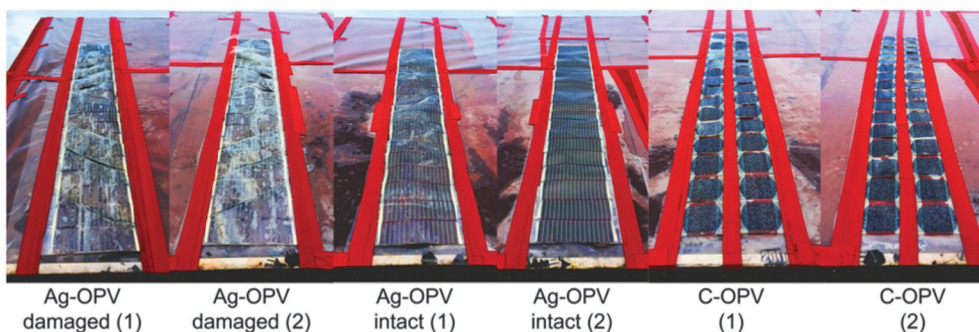 Ag-OPV
damaged (1)
Ag-OPV
damaged (2)
Ag-OPV
intact (1)
Ag-OPV
intact (2)
C-OPV
(1)
C-OPV
(2)